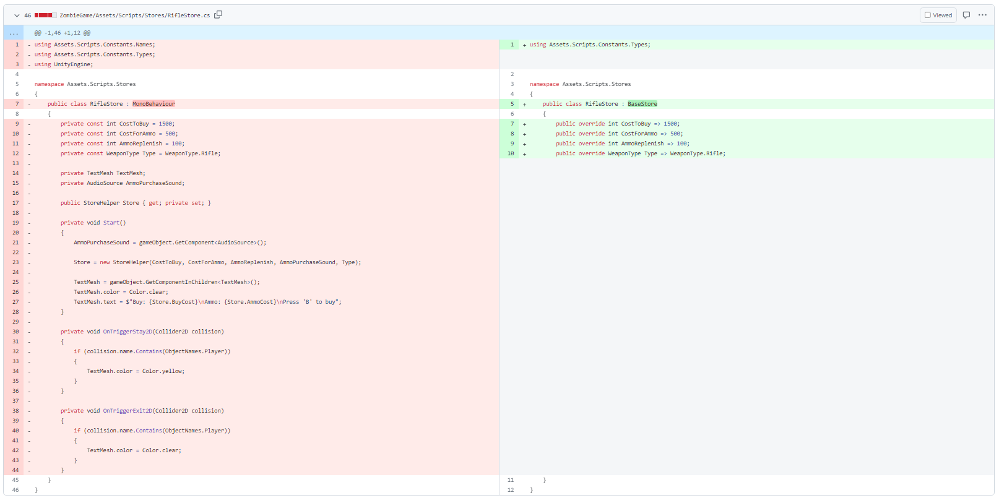 46 ZombieGame/Assets/Scripts/Stores/RifleStore.cs Viewed
... @@ -1,46 +1,12 @@
1 - using Assets.Scripts.Constants.Names;
2 - using Assets.Scripts.Constants.Types;
3 - using UnityEngine;
4
5 namespace Assets.Scripts.Stores
6 {
7 - public class RifleStore : MonoBehaviour
8 {
9 - private const int CostToBuy = 1500;
10 - private const int CostForAmmo = 500;
11 - private const int AmmoReplenish = 100;
12 - private const WeaponType Type = WeaponType.Rifle;
13 -
14 - private TextMesh TextMesh;
15 - private AudioSource AmmoPurchaseSound;
16 -
17 - public StoreHelper Store { get; private set; }
18 -
19 - private void Start()
20 - {
21 - AmmoPurchaseSound = gameObject.GetComponent<AudioSource>();
22 -
23 - Store = new StoreHelper(CostToBuy, CostForAmmo, AmmoReplenish, AmmoPurchaseSound, Type);
24 -
25 - TextMesh = gameObject.GetComponentInChildren<TextMesh>();
26 - TextMesh.color = Color.clear;
27 - TextMesh.text = $"Buy: {Store.BuyCost}\nAmmo: {Store.AmmoCost}\nPress 'B' to buy";
28 - }
29 -
30 - private void OnTriggerStay2D(Collider2D collision)
31 - {
32 - if (collision.name.Contains(ObjectNames.Player))
33 - {
34 - TextMesh.color = Color.yellow;
35 - }
36 - }
37 -
38 - private void OnTriggerExit2D(Collider2D collision)
39 - {
40 - if (collision.name.Contains(ObjectNames.Player))
41 - {
42 - TextMesh.color = Color.clear;
43 - }
44 - }
45 }
46 }
1 + using Assets.Scripts.Constants.Types;
2
3 namespace Assets.Scripts.Stores
4 {
5 + public class RifleStore : BaseStore
6 {
7 + public override int CostToBuy => 1500;
8 + public override int CostForAmmo => 500;
9 + public override int AmmoReplenish => 100;
10 + public override WeaponType Type => WeaponType.Rifle;
11 }
12 }